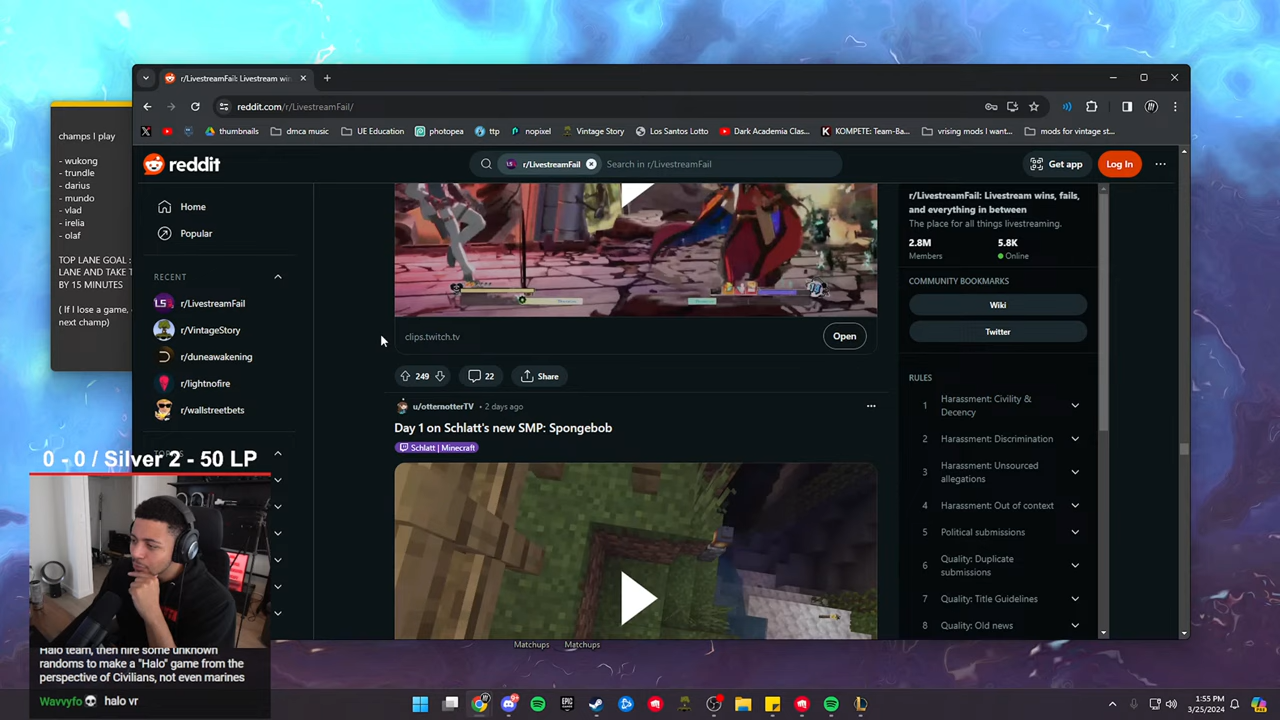 r/LivestreamFail: Livestream win
reddit.com/r/LivestreamFail/
thumbnails
dmca music
UE Education
photopea
ttp
nopixel
Vintage Story
Los Santos Lotto
Dark Academia Clas...
KOMPETE: Team-Ba...
vrising mods I want...
mods for vintage st...
reddit
r/LivestreamFail
Search in r/LivestreamFail
Get app
Log In
champs I play
- wukong
- trundle
- darius
- mundo
- vlad
- irelia
- olaf
TOP LANE GOAL :
LANE AND TAKE T
BY 15 MINUTES
( If I lose a game,
next champ)
Home
Popular
RECENT
r/LivestreamFail
r/VintageStory
r/duneawakening
r/lightnofire
r/wallstreetbets
clips.twitch.tv
Open
249
22
Share
u/otternotterTV • 2 days ago
Day 1 on Schlatt's new SMP: Spongebob
Schlatt | Minecraft
r/LivestreamFail: Livestream wins, fails,
and everything in between
The place for all things livestreaming.
2.8M
Members
5.8K
Online
COMMUNITY BOOKMARKS
Wiki
Twitter
RULES
1 Harassment: Civility &
Decency
2 Harassment: Discrimination
3 Harassment: Unsourced
allegations
4 Harassment: Out of context
5 Political submissions
6 Quality: Duplicate
submissions
7 Quality: Title Guidelines
8 Quality: Old news
0 - 0 / Silver 2 - 50 LP
Halo team, then hire some unknown
randoms to make a "Halo" game from the
perspective of Civilians, not even marines
Wavvyfo halo vr
Matchups
Matchups
EPIC
1:55 PM
3/25/2024